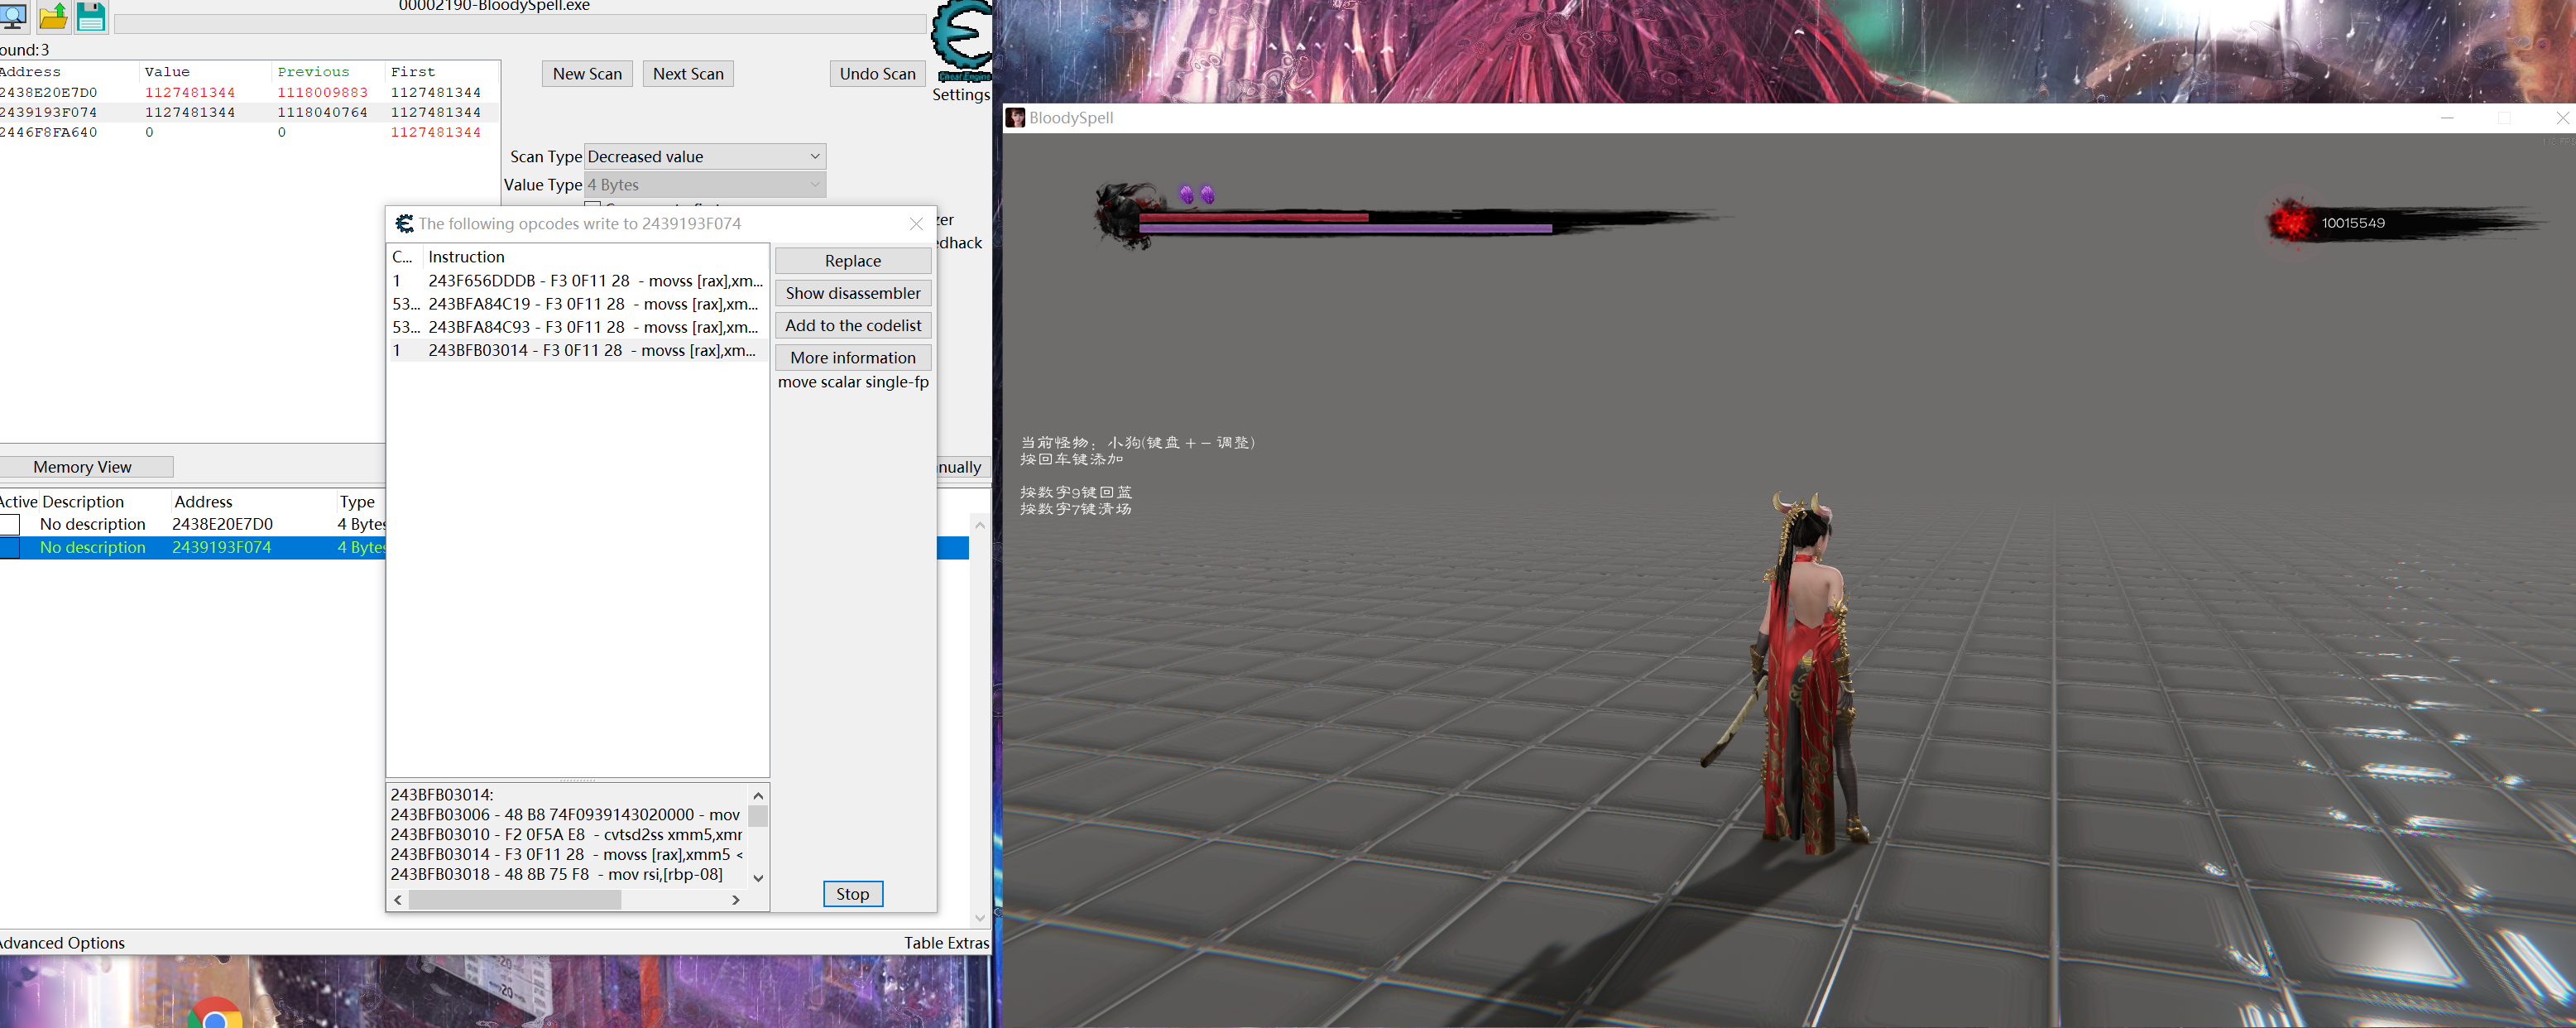 00002190-BloodySpell.exe
ound: 3
Address Value Previous First
2438E20E7D0 1127481344 1118009883 1127481344
2439193F074 1127481344 1118040764 1127481344
2446F8FA640 0 0 1127481344
New Scan Next Scan Undo Scan
Cheat Engine
Settings
Scan Type Decreased value
Value Type 4 Bytes
zer
edhack
The following opcodes write to 2439193F074
C... Instruction
1 243F656DDDB - F3 0F11 28 - movss [rax],xm...
53... 243BFA84C19 - F3 0F11 28 - movss [rax],xm...
53... 243BFA84C93 - F3 0F11 28 - movss [rax],xm...
1 243BFB03014 - F3 0F11 28 - movss [rax],xm...
Replace
Show disassembler
Add to the codelist
More information
move scalar single-fp
243BFB03014:
243BFB03006 - 48 B8 74F0939143020000 - mov
243BFB03010 - F2 0F5A E8 - cvtsd2ss xmm5,xmr
243BFB03014 - F3 0F11 28 - movss [rax],xmm5 <
243BFB03018 - 48 8B 75 F8 - mov rsi,[rbp-08]
Stop
Memory View
nually
Active Description Address Type
No description 2438E20E7D0 4 Bytes
No description 2439193F074 4 Bytes
Advanced Options Table Extras
BloodySpell
10015549
当前怪物：小狗(键盘+-调整)
按回车键添加
按数字9键回蓝
按数字7键清场